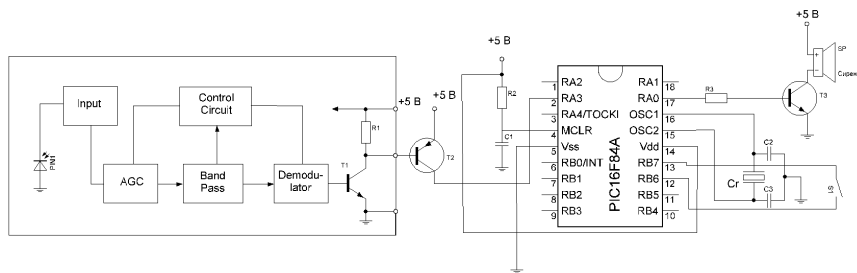 Input
Control
Circuit
AGC
Band
Pass
Demodu-
lator
PIN1
T1
R1
+5 B
+5 B
T2
+5 B
R2
C1
PIC16F84A
1 RA2
2 RA3
3 RA4/TOCKI
4 MCLR
5 Vss
6 RB0/INT
7 RB1
8 RB2
9 RB3
RA1 18
RA0 17
OSC1 16
OSC2 15
Vdd 14
RB7 13
RB6 12
RB5 11
RB4 10
R3
T3
+5 B
SP
+
−
Сирен
C2
Cr
C3
S1